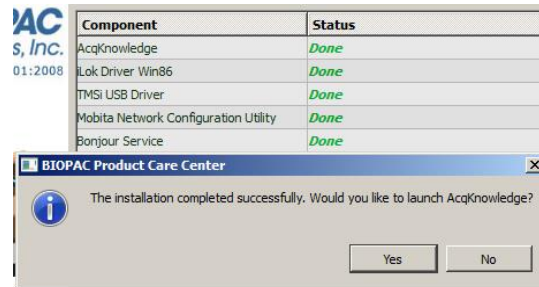 PAC
s, Inc.
01:2008
Component Status
AcqKnowledge Done
iLok Driver Win86 Done
TMSi USB Driver Done
Mobita Network Configuration Utility Done
Bonjour Service Done
BIOPAC Product Care Center
The installation completed successfully. Would you like to launch AcqKnowledge?
Yes No